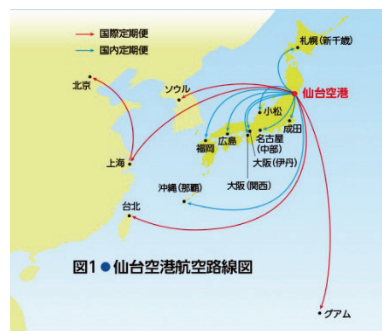 国際定期便
国内定期便
札幌(新千歳)
北京
ソウル
仙台空港
小松
成田
名古屋
(中部)
広島
福岡
大阪(伊丹)
上海
大阪(関西)
沖縄(那覇)
台北
図1●仙台空港航空路線図
グアム